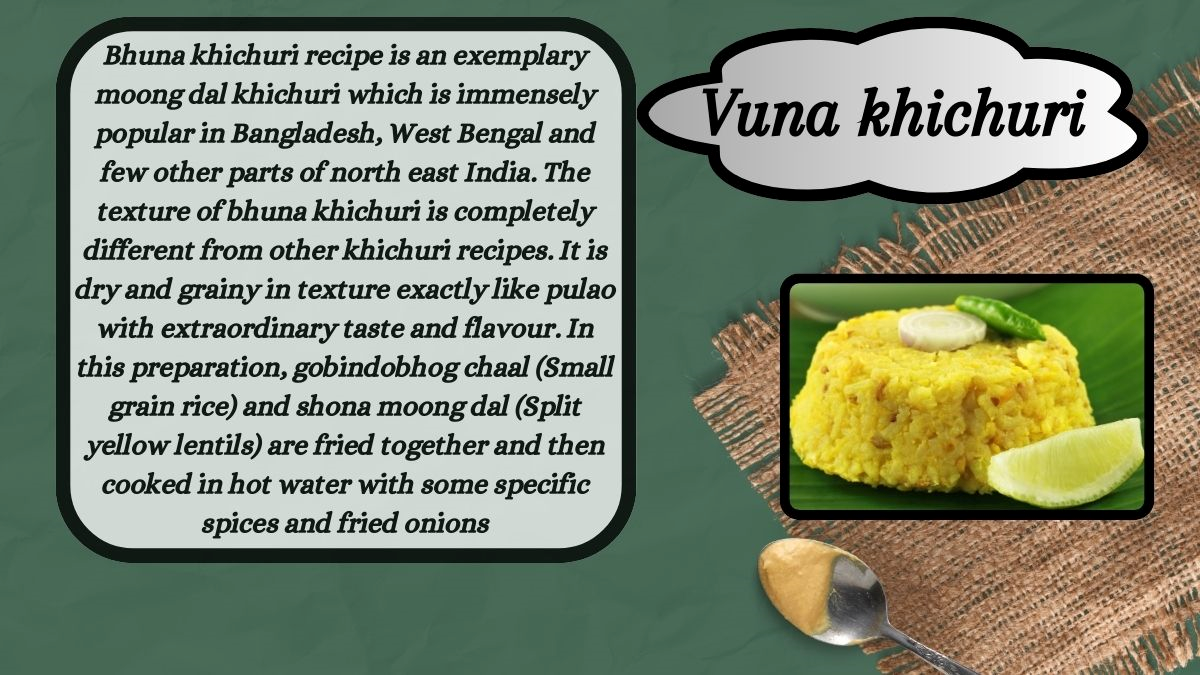 Vuna khichuri
Bhuna khichuri recipe is an exemplary
moong dal khichuri which is immensely
popular in Bangladesh, West Bengal and
few other parts of north east India. The
texture of bhuna khichuri is completely
different from other khichuri recipes. It is
dry and grainy in texture exactly like pulao
with extraordinary taste and flavour. In
this preparation, gobindobhog chaal (Small
grain rice) and shona moong dal (Split
yellow lentils) are fried together and then
cooked in hot water with some specific
spices and fried onions